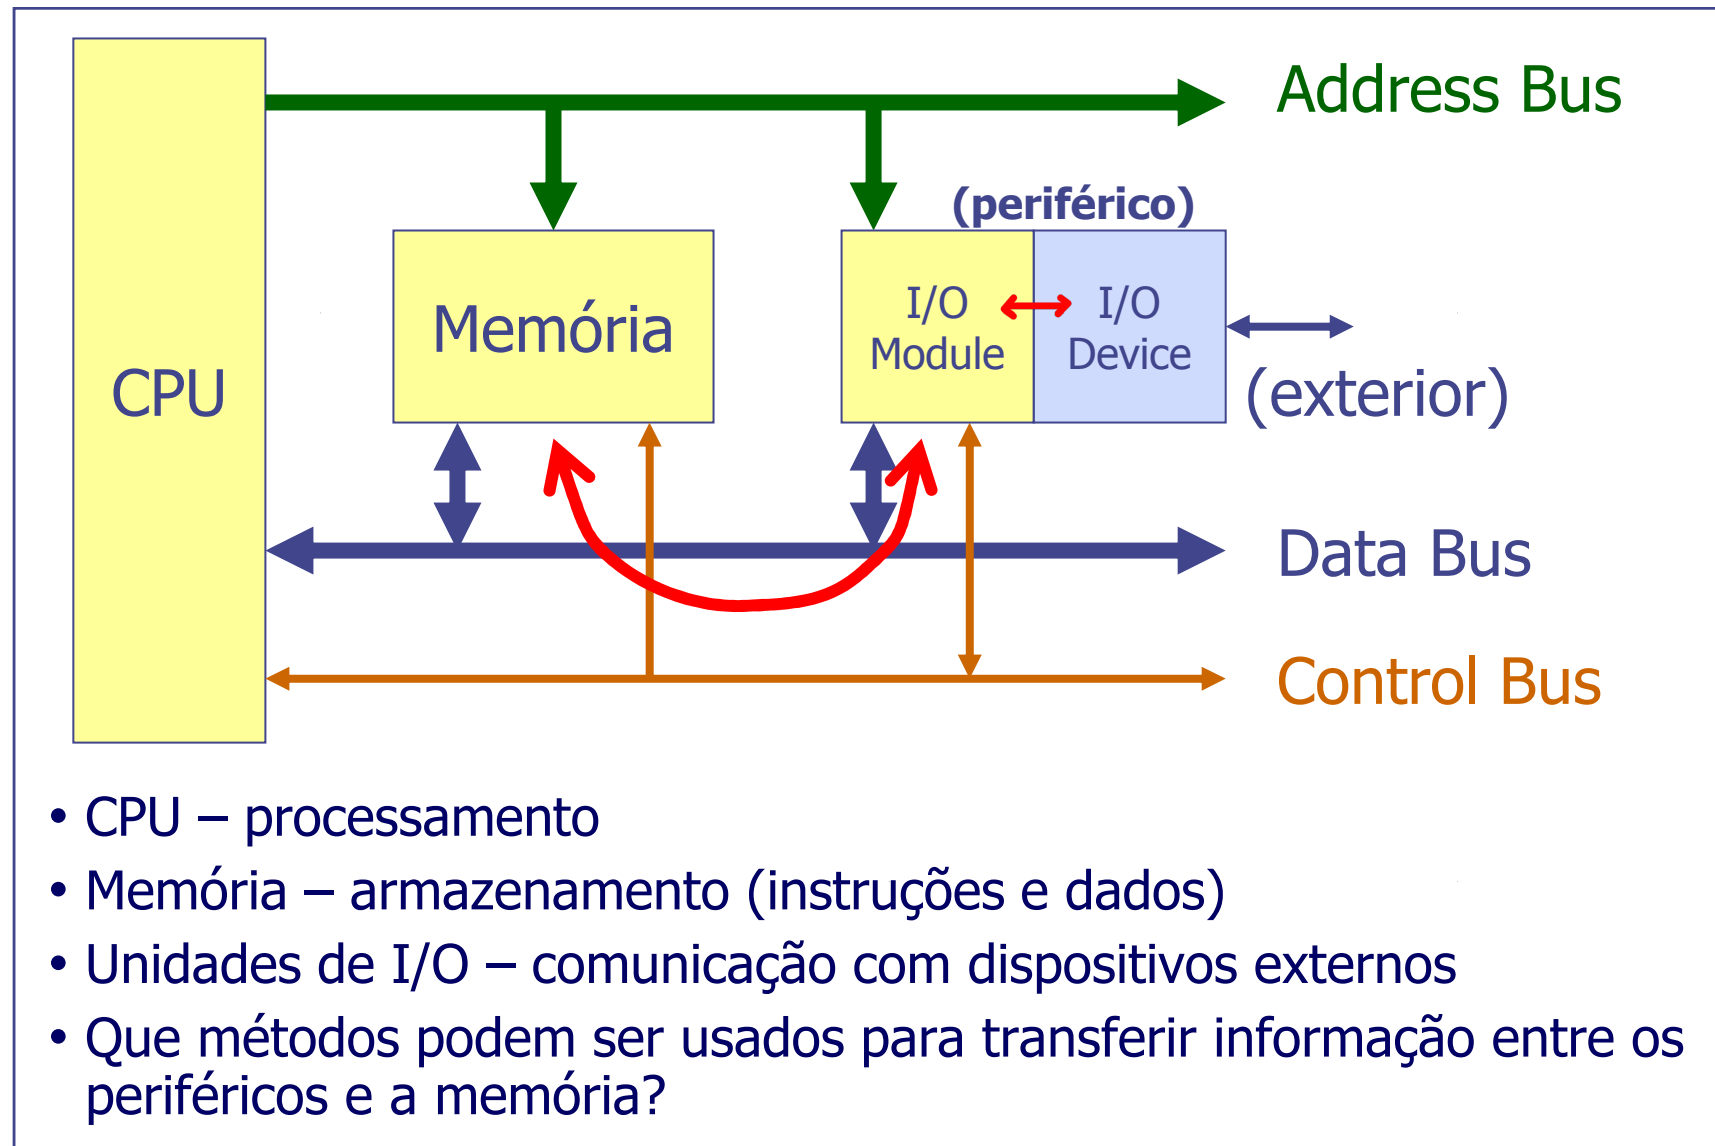 Address Bus
(periférico)
Memória
I/O
Module
I/O
Device
CPU
(exterior)
Data Bus
Control Bus
• CPU – processamento
• Memória – armazenamento (instruções e dados)
• Unidades de I/O – comunicação com dispositivos externos
• Que métodos podem ser usados para transferir informação entre os
periféricos e a memória?